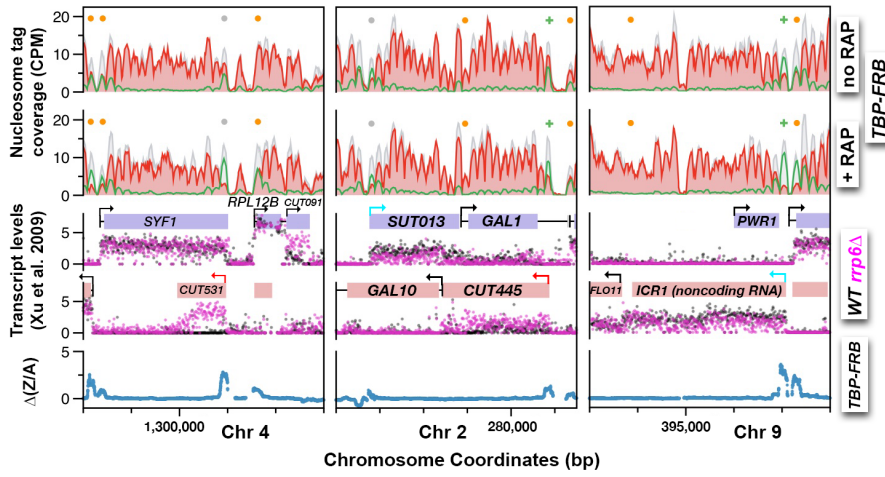 Nucleosome tag
coverage (CPM)
20
10
0
no RAP
20
10
0
+ RAP
TBP-FRB
Transcript levels
(Xu et al. 2009)
5
0
SYF1
RPL12B
CUT091
SUT013
GAL1
PWR1
5
0
CUT531
GAL10
CUT445
FLO11
ICR1 (noncoding RNA)
WT rrp6Δ
Δ(Z/A)
5
0
TBP-FRB
1,300,000
Chr 4
Chr 2
280,000
395,000
Chr 9
Chromosome Coordinates (bp)